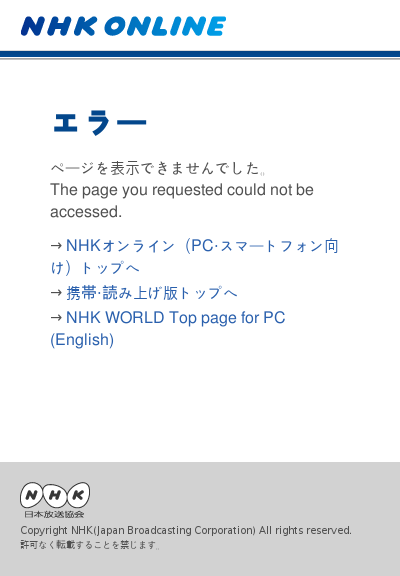 NHK ONLINE
エラー
ページを表示できませんでした。
The page you requested could not be
accessed.
→ NHKオンライン（PC·スマートフォン向
け）トップへ
→ 携帯·読み上げ版トップへ
→ NHK WORLD Top page for PC
(English)
NHK
日本放送協会
Copyright NHK(Japan Broadcasting Corporation) All rights reserved.
許可なく転載することを禁じます。